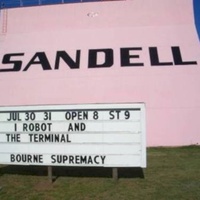 SANDELL
JUL 30 31 OPEN 8 ST 9
I ROBOT AND
THE TERMINAL
BOURNE SUPREMACY